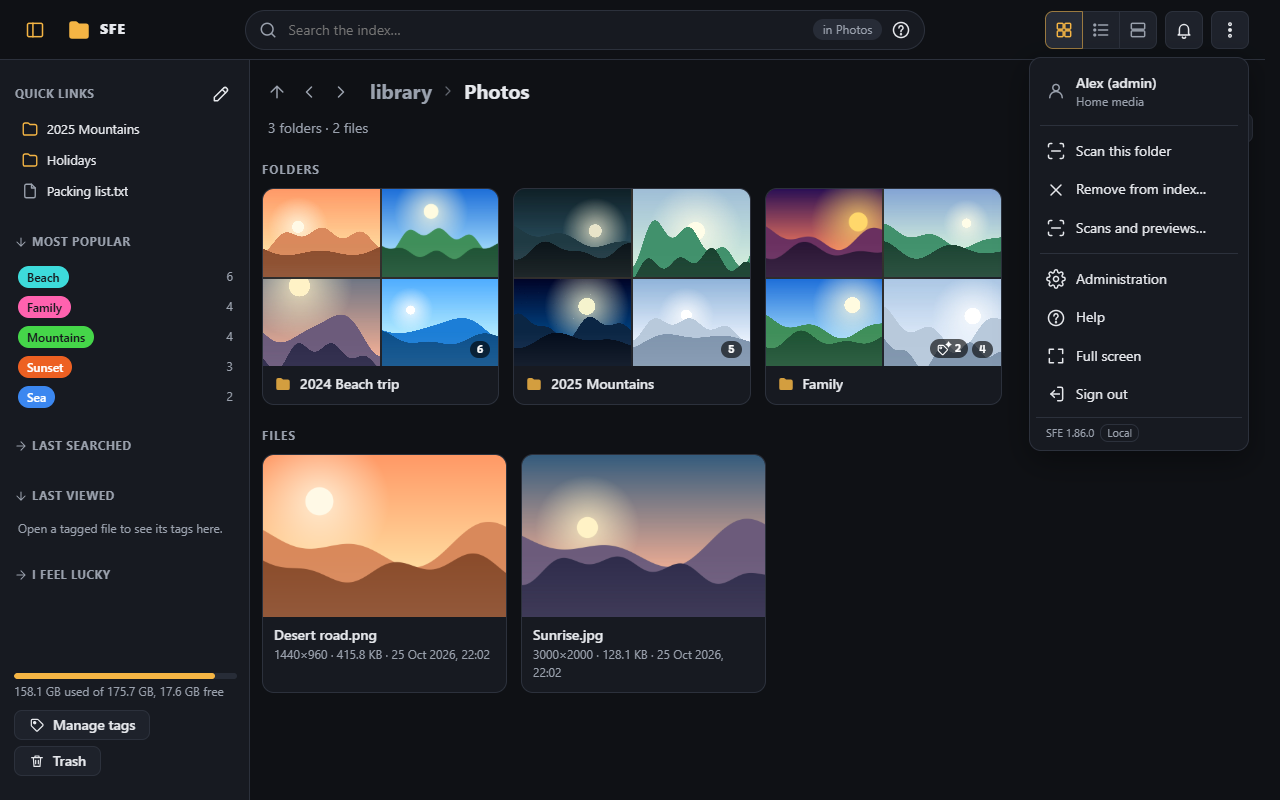 SFE
Search the index...
in Photos
QUICK LINKS
2025 Mountains
Holidays
Packing list.txt
MOST POPULAR
Beach 6
Family 4
Mountains 4
Sunset 3
Sea 2
LAST SEARCHED
LAST VIEWED
Open a tagged file to see its tags here.
I FEEL LUCKY
158.1 GB used of 175.7 GB, 17.6 GB free
Manage tags
Trash
library > Photos
3 folders · 2 files
FOLDERS
6
2024 Beach trip
5
2025 Mountains
2 4
Family
FILES
Desert road.png
1440×960 · 415.8 KB · 25 Oct 2026, 22:02
Sunrise.jpg
3000×2000 · 128.1 KB · 25 Oct 2026,
22:02
Alex (admin)
Home media
Scan this folder
Remove from index...
Scans and previews...
Administration
Help
Full screen
Sign out
SFE 1.86.0 Local